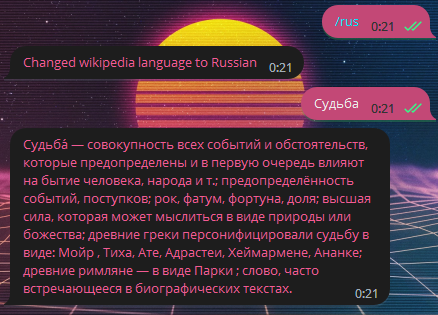 /rus 0:21
Changed wikipedia language to Russian 0:21
Судьба 0:21
Судьба́ — совокупность всех событий и обстоятельств,
которые предопределены и в первую очередь влияют
на бытие человека, народа и т.; предопределённость
событий, поступков; рок, фатум, фортуна, доля; высшая
сила, которая может мыслиться в виде природы или
божества; древние греки персонифицировали судьбу в
виде: Мойр , Тиха, Ате, Адрастеи, Хеймармене, Ананке;
древние римляне — в виде Парки ; слово, часто
встречающееся в биографических текстах.
0:21